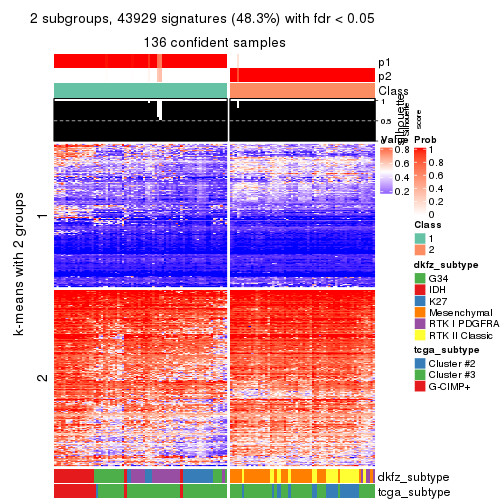 2 subgroups, 43929 signatures (48.3%) with fdr < 0.05
136 confident samples
p1
p2
Class
1
0.5
0
Silhouette
score
k-means with 2 groups
1
2
Value
0.8
0.6
0.4
0.2
Prob
1
0.8
0.6
0.4
0.2
0
Class
1
2
dkfz_subtype
G34
IDH
K27
Mesenchymal
RTK I PDGFRA
RTK II Classic
tcga_subtype
Cluster #2
Cluster #3
G-CIMP+
dkfz_subtype
tcga_subtype